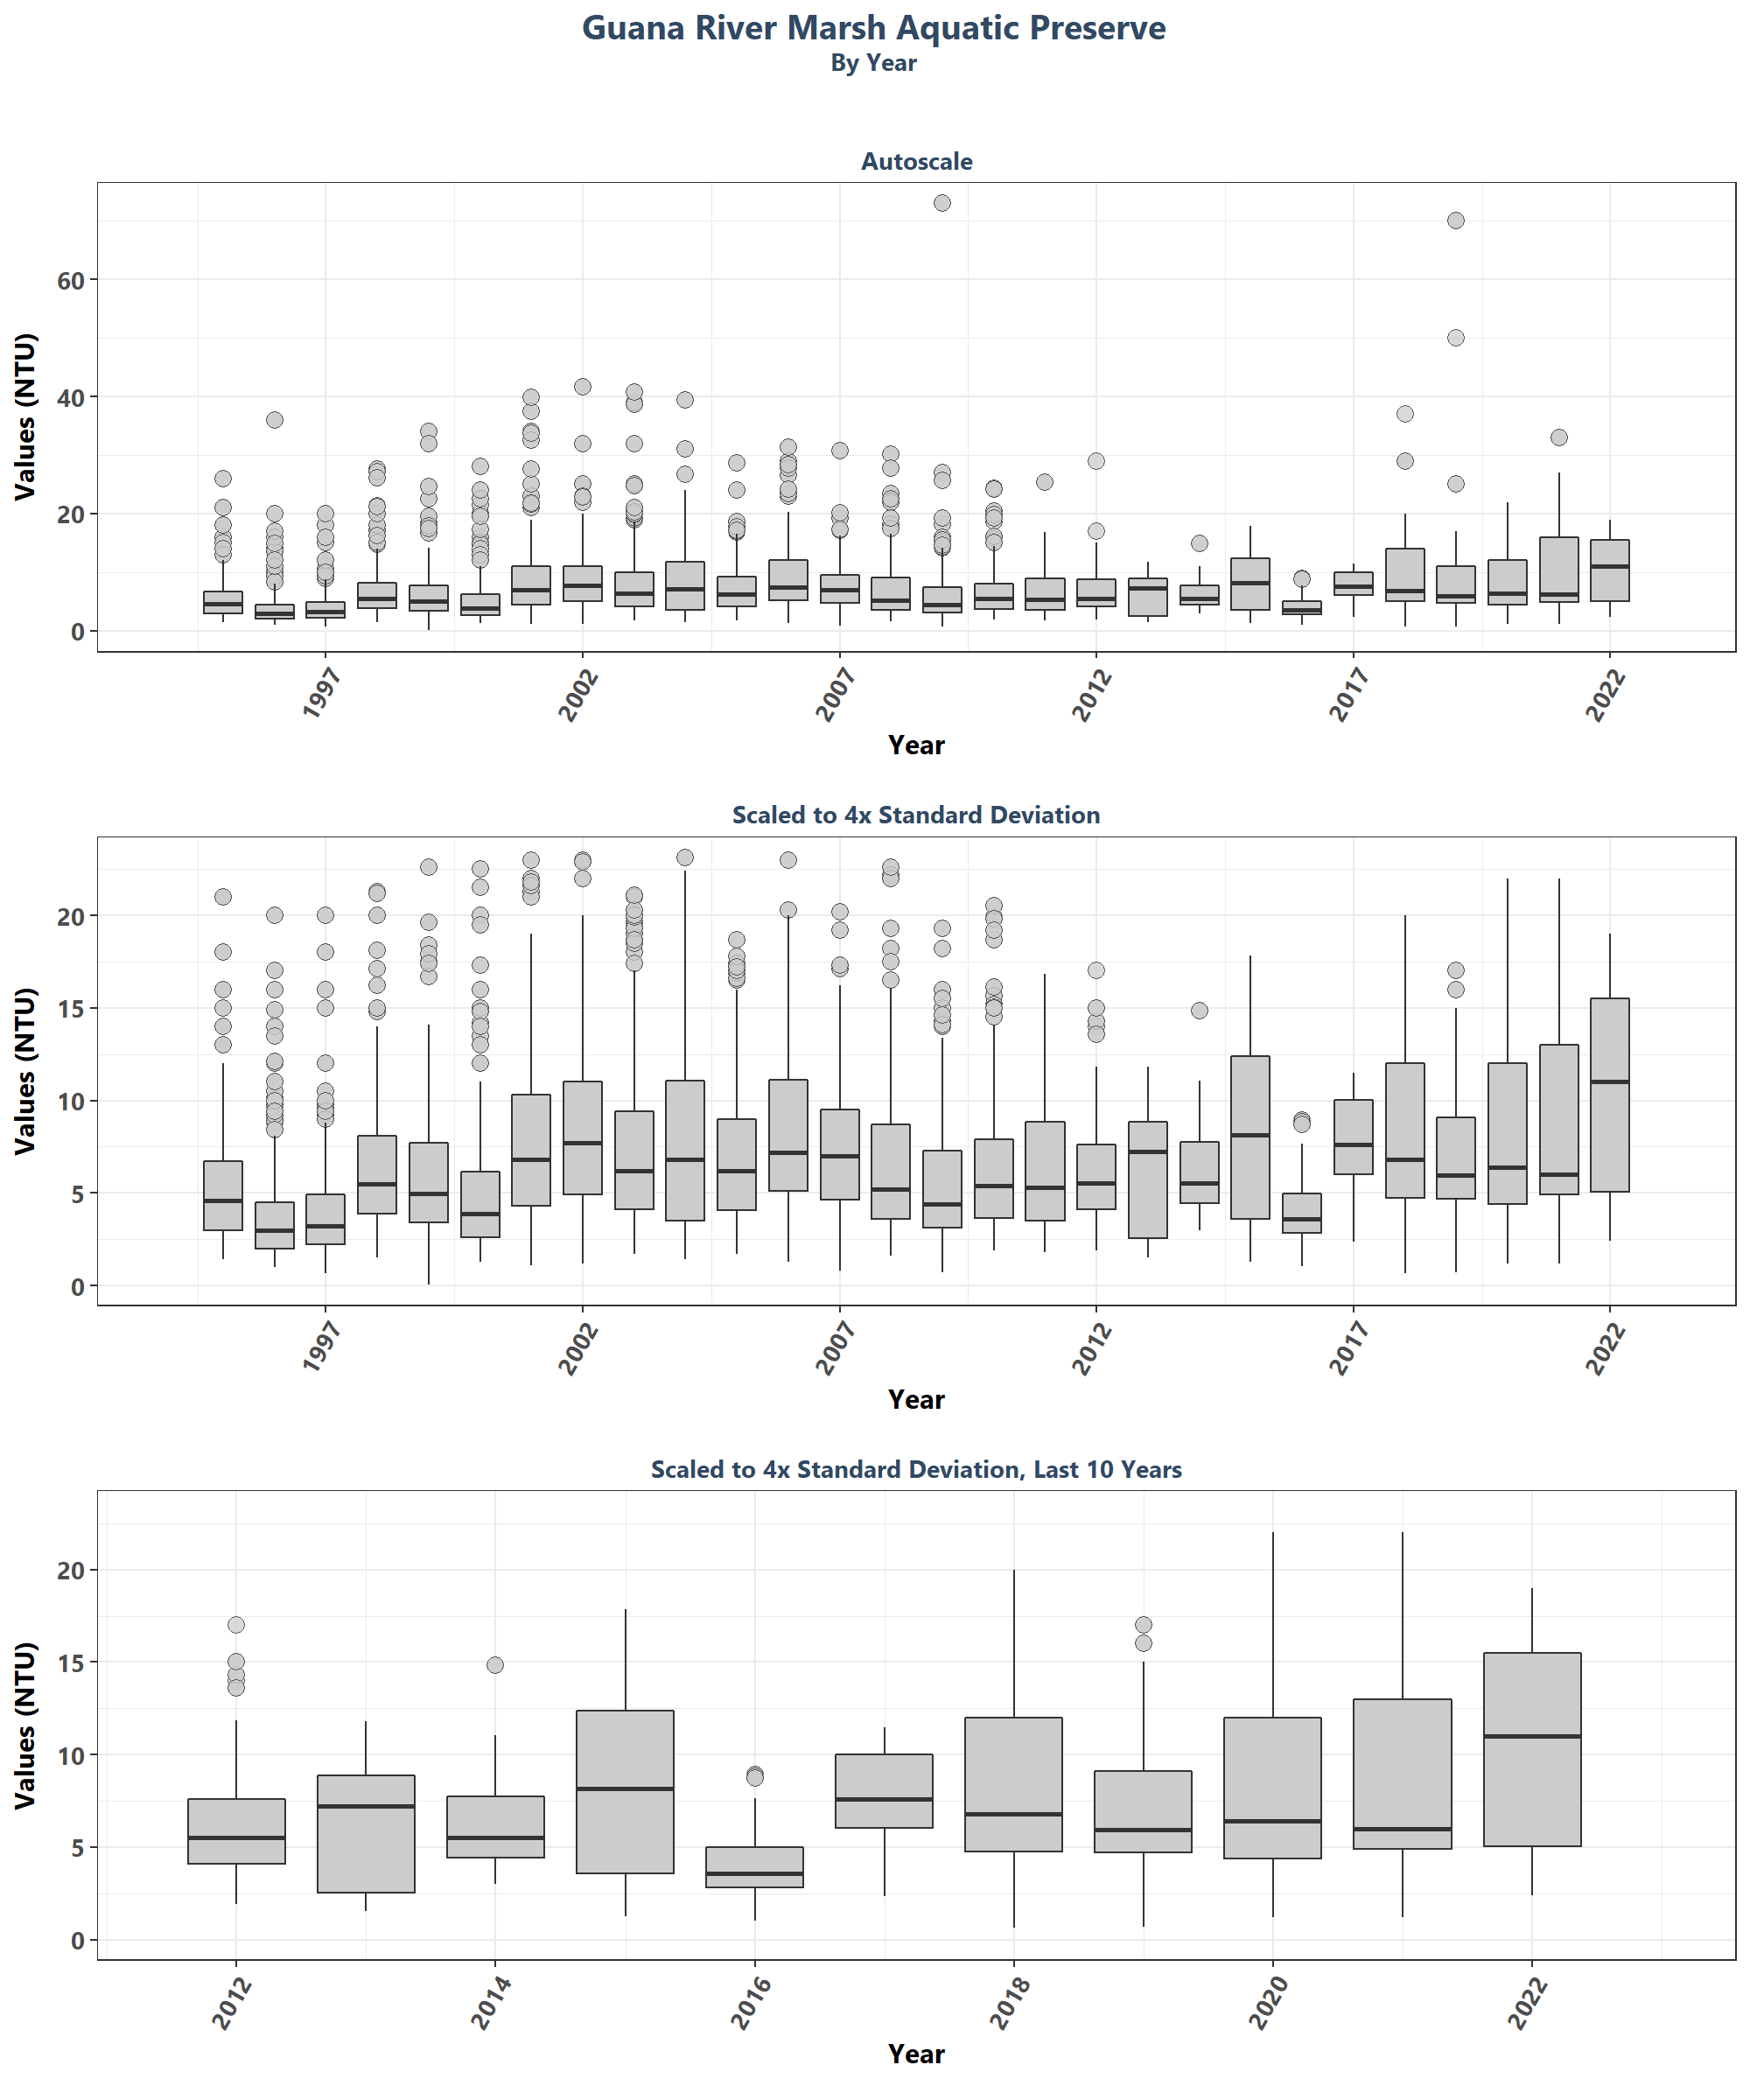 Guana River Marsh Aquatic Preserve
By Year
Autoscale
Values (NTU)
60
40
20
0
1997 2002 2007 2012 2017 2022
Year
Scaled to 4x Standard Deviation
Values (NTU)
20
15
10
5
0
1997 2002 2007 2012 2017 2022
Year
Scaled to 4x Standard Deviation, Last 10 Years
Values (NTU)
20
15
10
5
0
2012 2014 2016 2018 2020 2022
Year